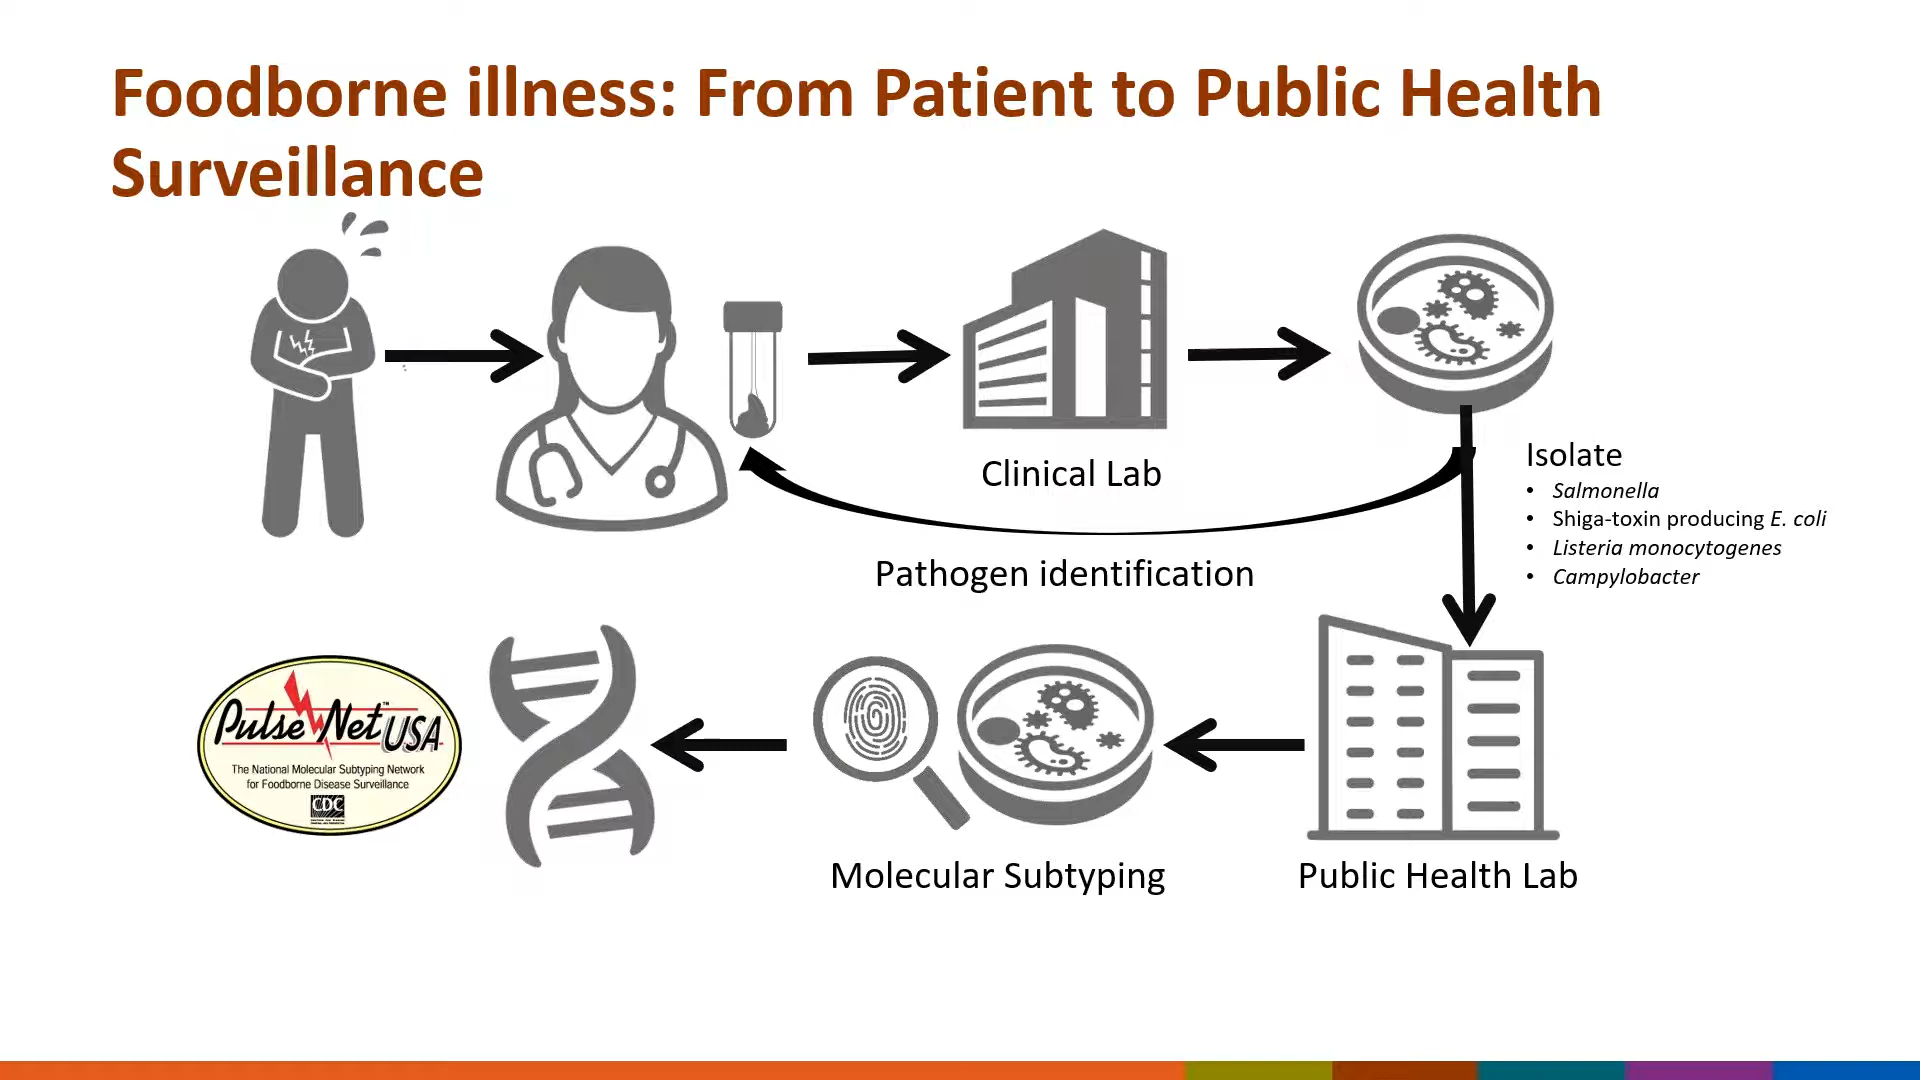 Foodborne illness: From Patient to Public Health
Surveillance
Clinical Lab
Pathogen identification
Isolate
• Salmonella
• Shiga-toxin producing E. coli
• Listeria monocytogenes
• Campylobacter
PulseNet USA™
The National Molecular Subtyping Network
for Foodborne Disease Surveillance
CDC
Molecular Subtyping
Public Health Lab